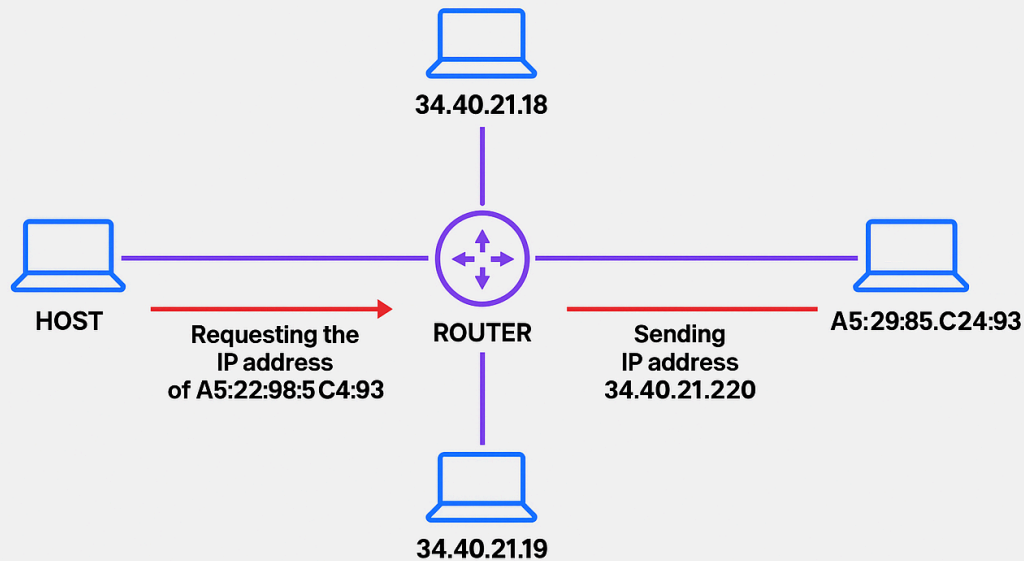 34.40.21.18
HOST
Requesting the
IP address
of A5:22:98:5C4:93
ROUTER
Sending
IP address
34.40.21.220
A5:29:85.C24:93
34.40.21.19